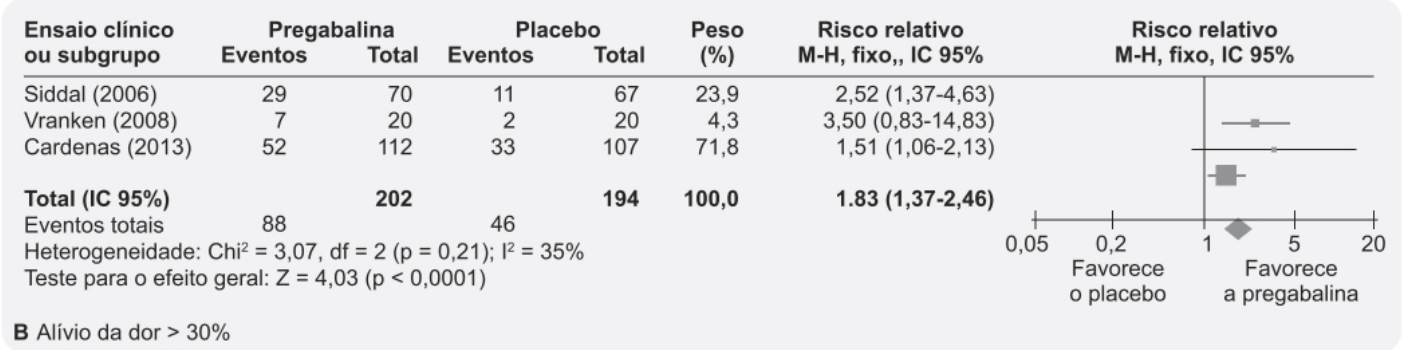 Ensaio clínico Pregabalina Placebo Peso Risco relativo Risco relativo
ou subgrupo Eventos Total Eventos Total (%) M-H, fixo,, IC 95% M-H, fixo, IC 95%
Siddal (2006) 29 70 11 67 23,9 2,52 (1,37-4,63)
Vranken (2008) 7 20 2 20 4,3 3,50 (0,83-14,83)
Cardenas (2013) 52 112 33 107 71,8 1,51 (1,06-2,13)
Total (IC 95%) 202 194 100,0 1.83 (1,37-2,46)
Eventos totais 88 46
Heterogeneidade: Chi² = 3,07, df = 2 (p = 0,21); I² = 35%
Teste para o efeito geral: Z = 4,03 (p < 0,0001)
0,05 0,2 1 5 20
Favorece Favorece
o placebo a pregabalina
B Alívio da dor > 30%